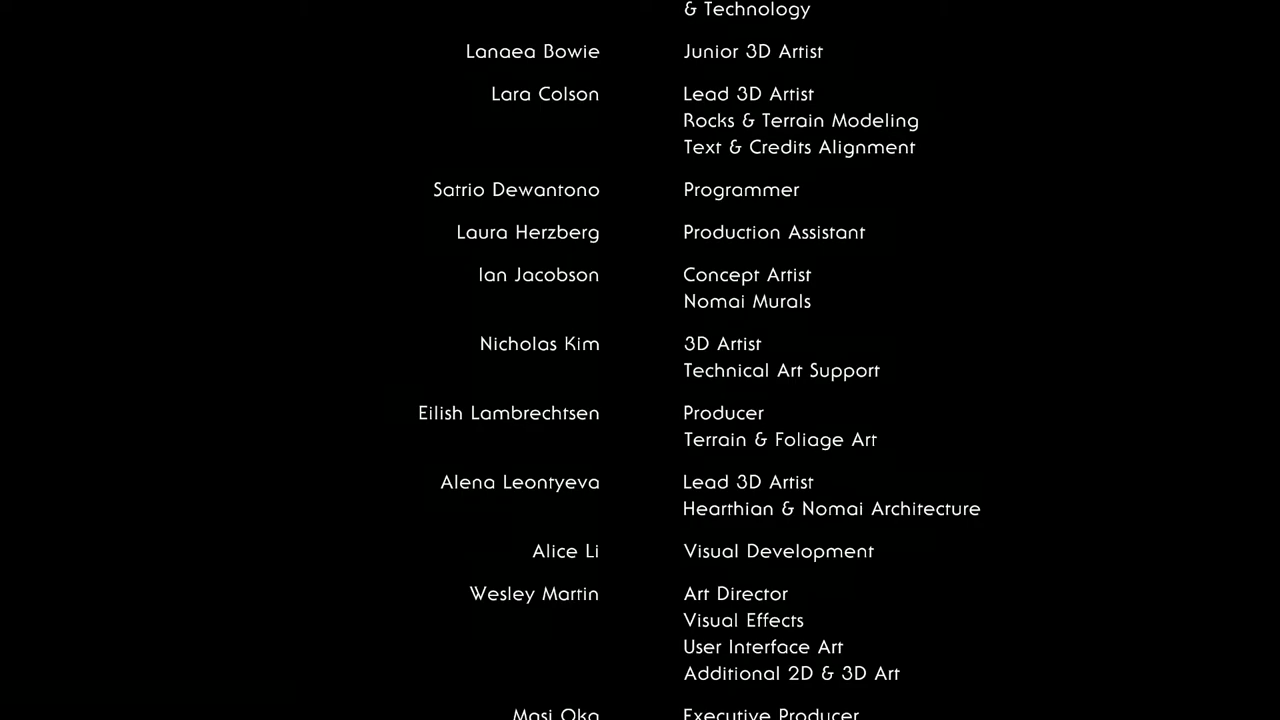 & Technology
Lanaea Bowie Junior 3D Artist
Lara Colson Lead 3D Artist
Rocks & Terrain Modeling
Text & Credits Alignment
Satrio Dewantono Programmer
Laura Herzberg Production Assistant
Ian Jacobson Concept Artist
Nomai Murals
Nicholas Kim 3D Artist
Technical Art Support
Eilish Lambrechtsen Producer
Terrain & Foliage Art
Alena Leontyeva Lead 3D Artist
Hearthian & Nomai Architecture
Alice Li Visual Development
Wesley Martin Art Director
Visual Effects
User Interface Art
Additional 2D & 3D Art
Masi Oka Executive Producer